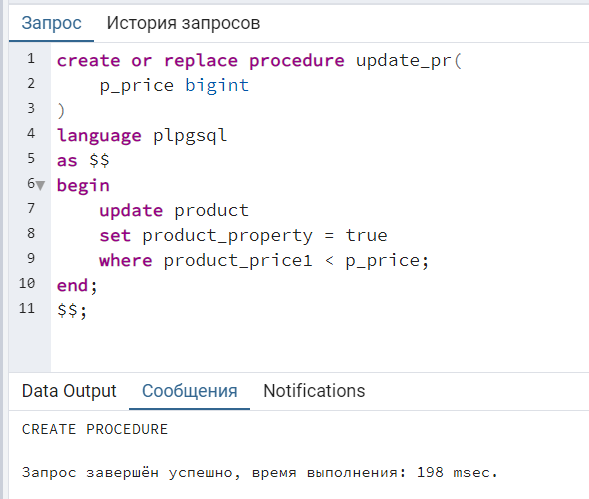 Запрос История запросов
1 create or replace procedure update_pr(
2 p_price bigint
3 )
4 language plpgsql
5 as $$
6 begin
7 update product
8 set product_property = true
9 where product_price1 < p_price;
10 end;
11 $$;
Data Output Сообщения Notifications
CREATE PROCEDURE
Запрос завершён успешно, время выполнения: 198 msec.